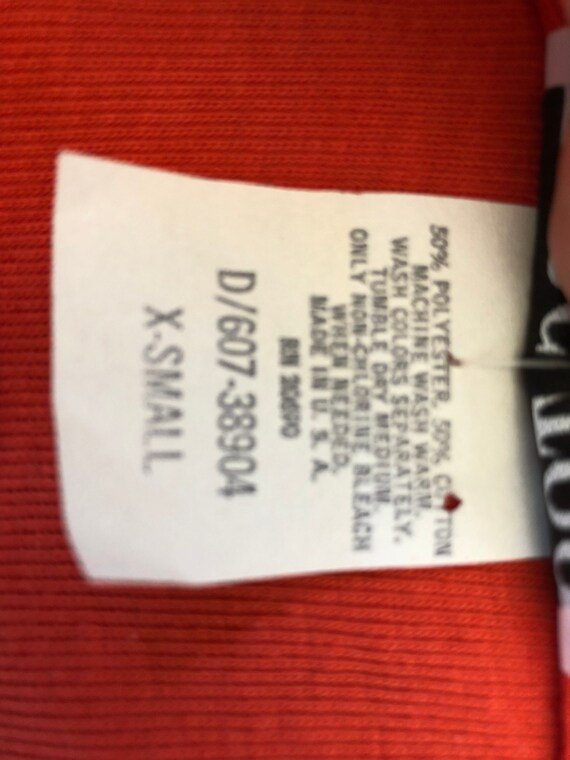 50% POLYESTER, 50% COTTON
MACHINE WASH WARM,
WASH COLORS SEPARATELY.
TUMBLE DRY MEDIUM,
ONLY NON-CHLORINE BLEACH
WHEN NEEDED.
MADE IN U. S. A.
RN
D/607-38904
X-SMALL